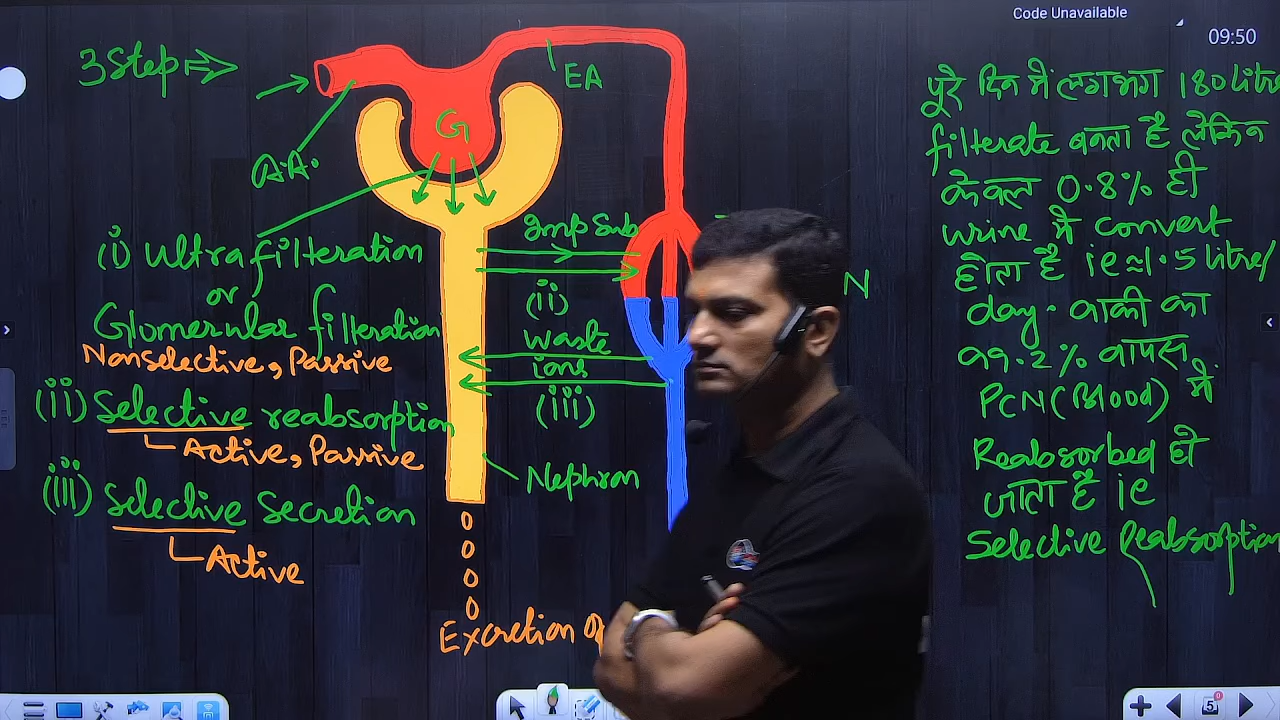 Code Unavailable
09:50
3 Step ⇒
EA
G
A.A.
(i) Ultra filteration
or
Glomerular filteration
Nonselective, Passive
(ii) Selective reabsorption
Active, Passive
(iii) Selective Secretion
Active
Imp Sub
(ii)
waste
ions
(iii)
N
Nephron
Excretion of
पूरे दिन में लगभग 180 litre
filterate बनता है लेकिन
केवल 0.8% ही
urine में convert
होता है ie ≈1.5 litre/
day. बाकी का
99.2% वापस
PCN (Blood) में
Reabsorbed हो
जाता है ie
Selective Reabsorption
5